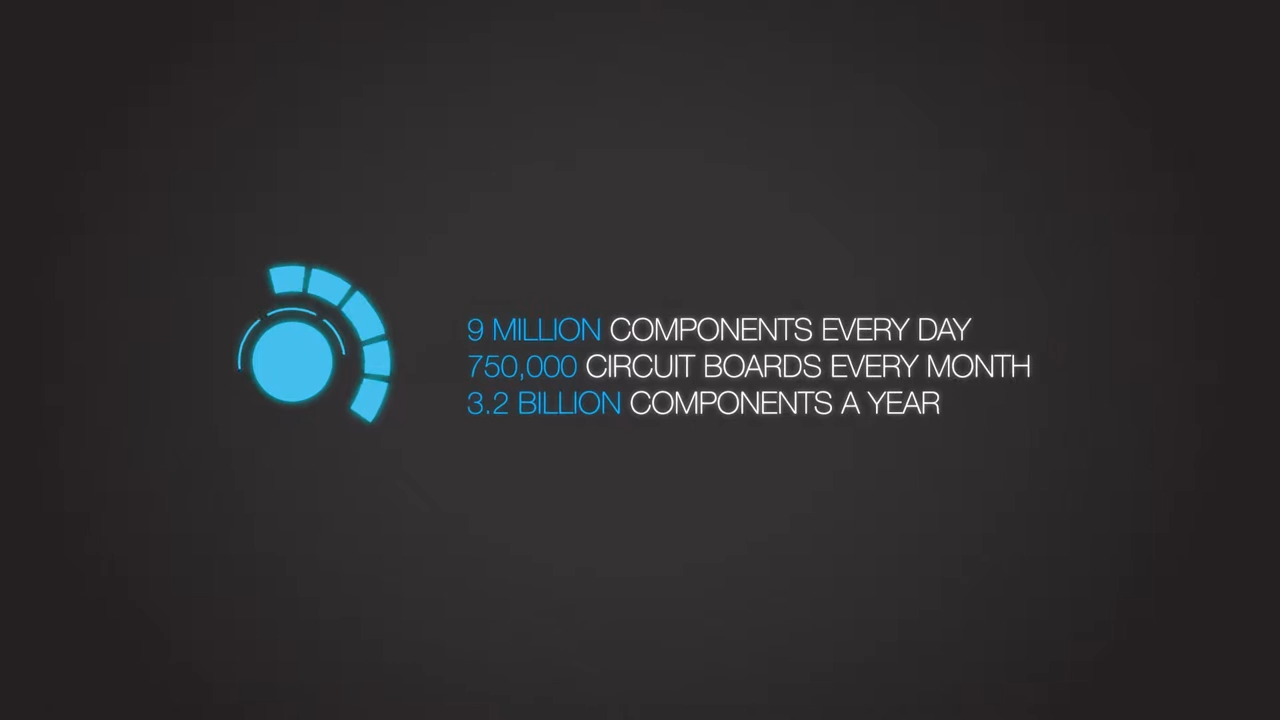 9 MILLION COMPONENTS EVERY DAY
750,000 CIRCUIT BOARDS EVERY MONTH
3.2 BILLION COMPONENTS A YEAR